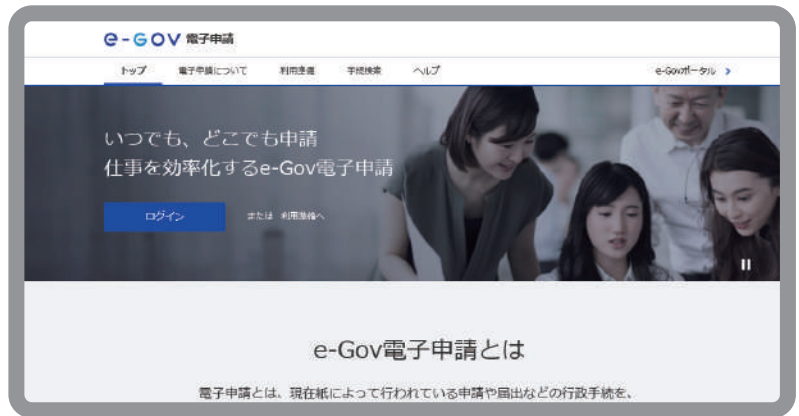 e-GOV 電子申請
トップ 電子申請について 利用準備 手続検索 ヘルプ e-Govポータル
いつでも、どこでも申請
仕事を効率化するe-Gov電子申請
ログイン または 利用準備へ
e-Gov電子申請とは
電子申請とは、現在紙によって行われている申請や届出などの行政手続を、